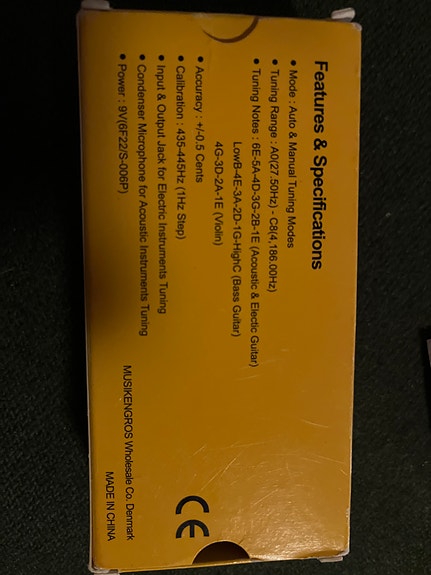 Features & Specifications
• Mode : Auto & Manual Tuning Modes
• Tuning Range : A0(27.50Hz) - C8(4,186.00Hz)
• Tuning Notes : 6E-5A-4D-3G-2B-1E (Acoustic & Electic Guitar)
LowB-4E-3A-2D-1G-HighC (Bass Guitar)
4G-3D-2A-1E (Violin)
• Accuracy : +/-0.5 Cents
• Calibration : 435-445Hz (1Hz Step)
• Input & Output Jack for Electric Instruments Tuning
• Condenser Microphone for Acoustic Instruments Tuning
• Power : 9V(6F22/S-006P)
CE
MUSIKENGROS Wholesale Co. Denmark
MADE IN CHINA